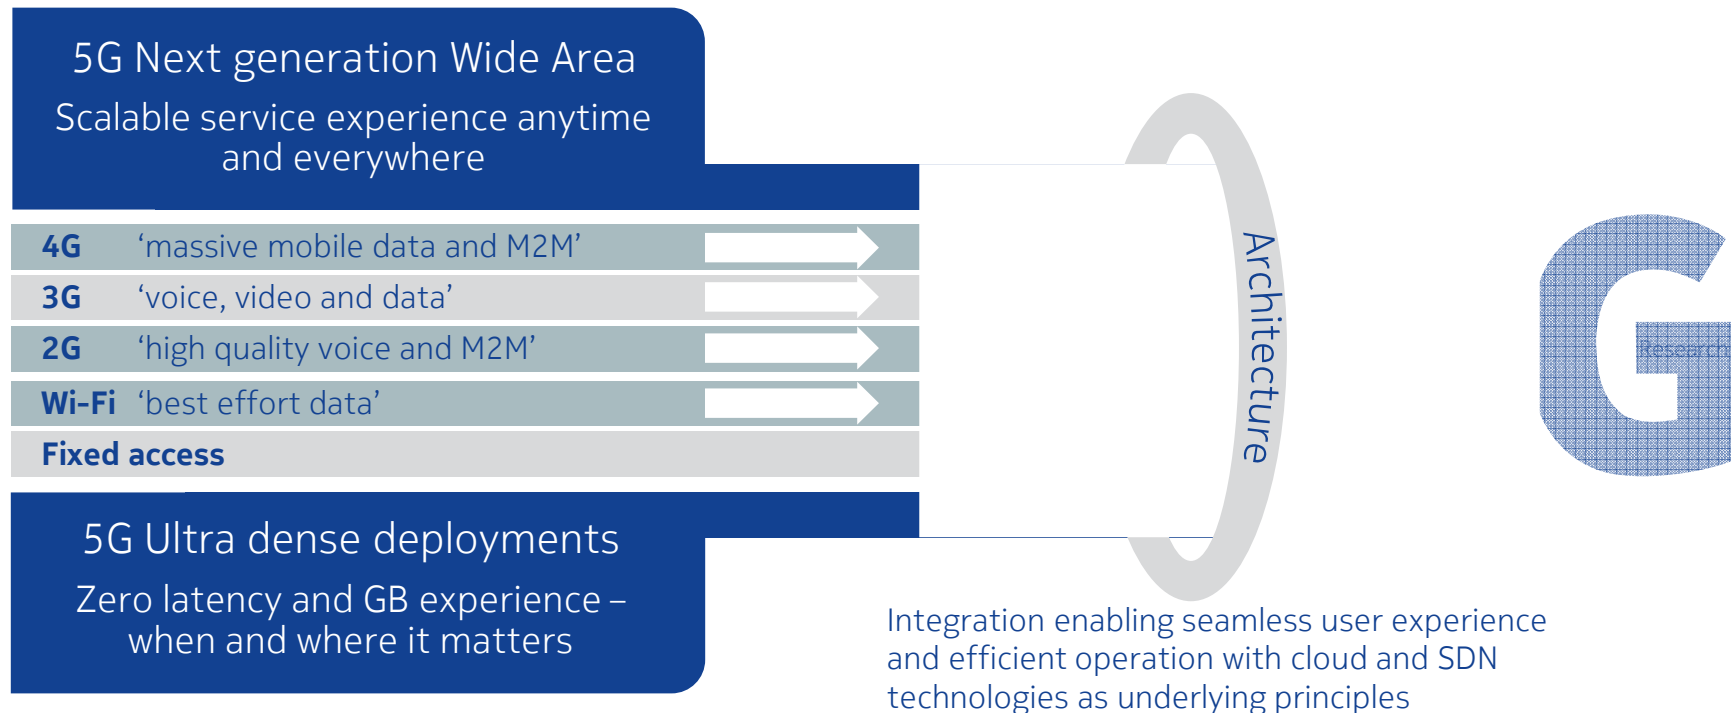 5G Next generation Wide Area
Scalable service experience anytime
and everywhere
4G ‘massive mobile data and M2M’
3G ‘voice, video and data’
2G ‘high quality voice and M2M’
Wi-Fi ‘best effort data’
Fixed access
5G Ultra dense deployments
Zero latency and GB experience –
when and where it matters
Architecture
G
Research
Integration enabling seamless user experience
and efficient operation with cloud and SDN
technologies as underlying principles